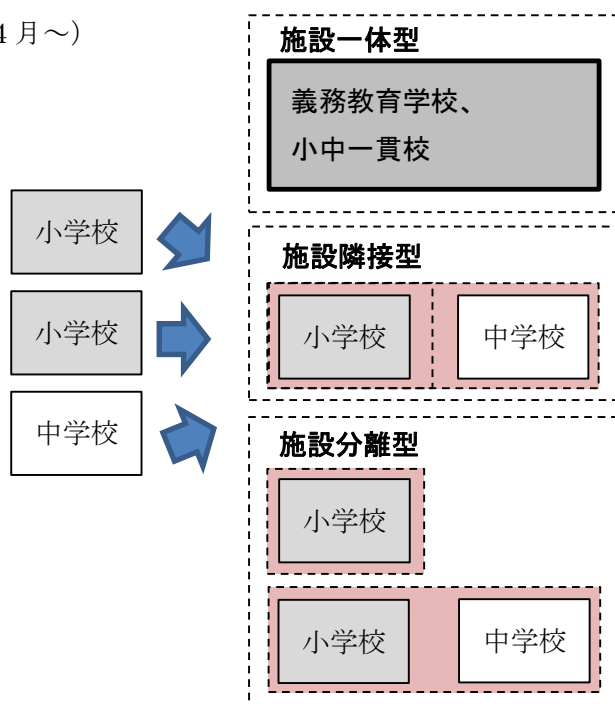 4月~)
施設一体型
義務教育学校、
小中一貫校
小学校
小学校
中学校
施設隣接型
小学校 中学校
施設分離型
小学校
小学校 中学校